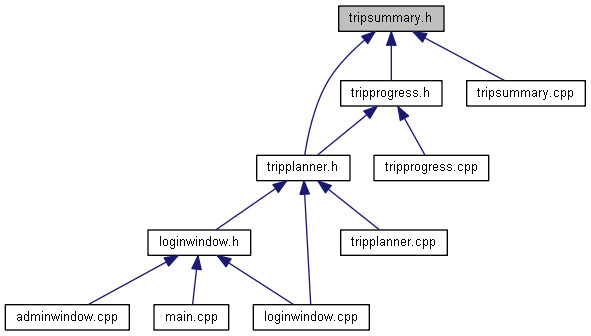 tripsummary.h
tripprogress.h
tripsummary.cpp
tripplanner.h
tripprogress.cpp
loginwindow.h
tripplanner.cpp
adminwindow.cpp
main.cpp
loginwindow.cpp